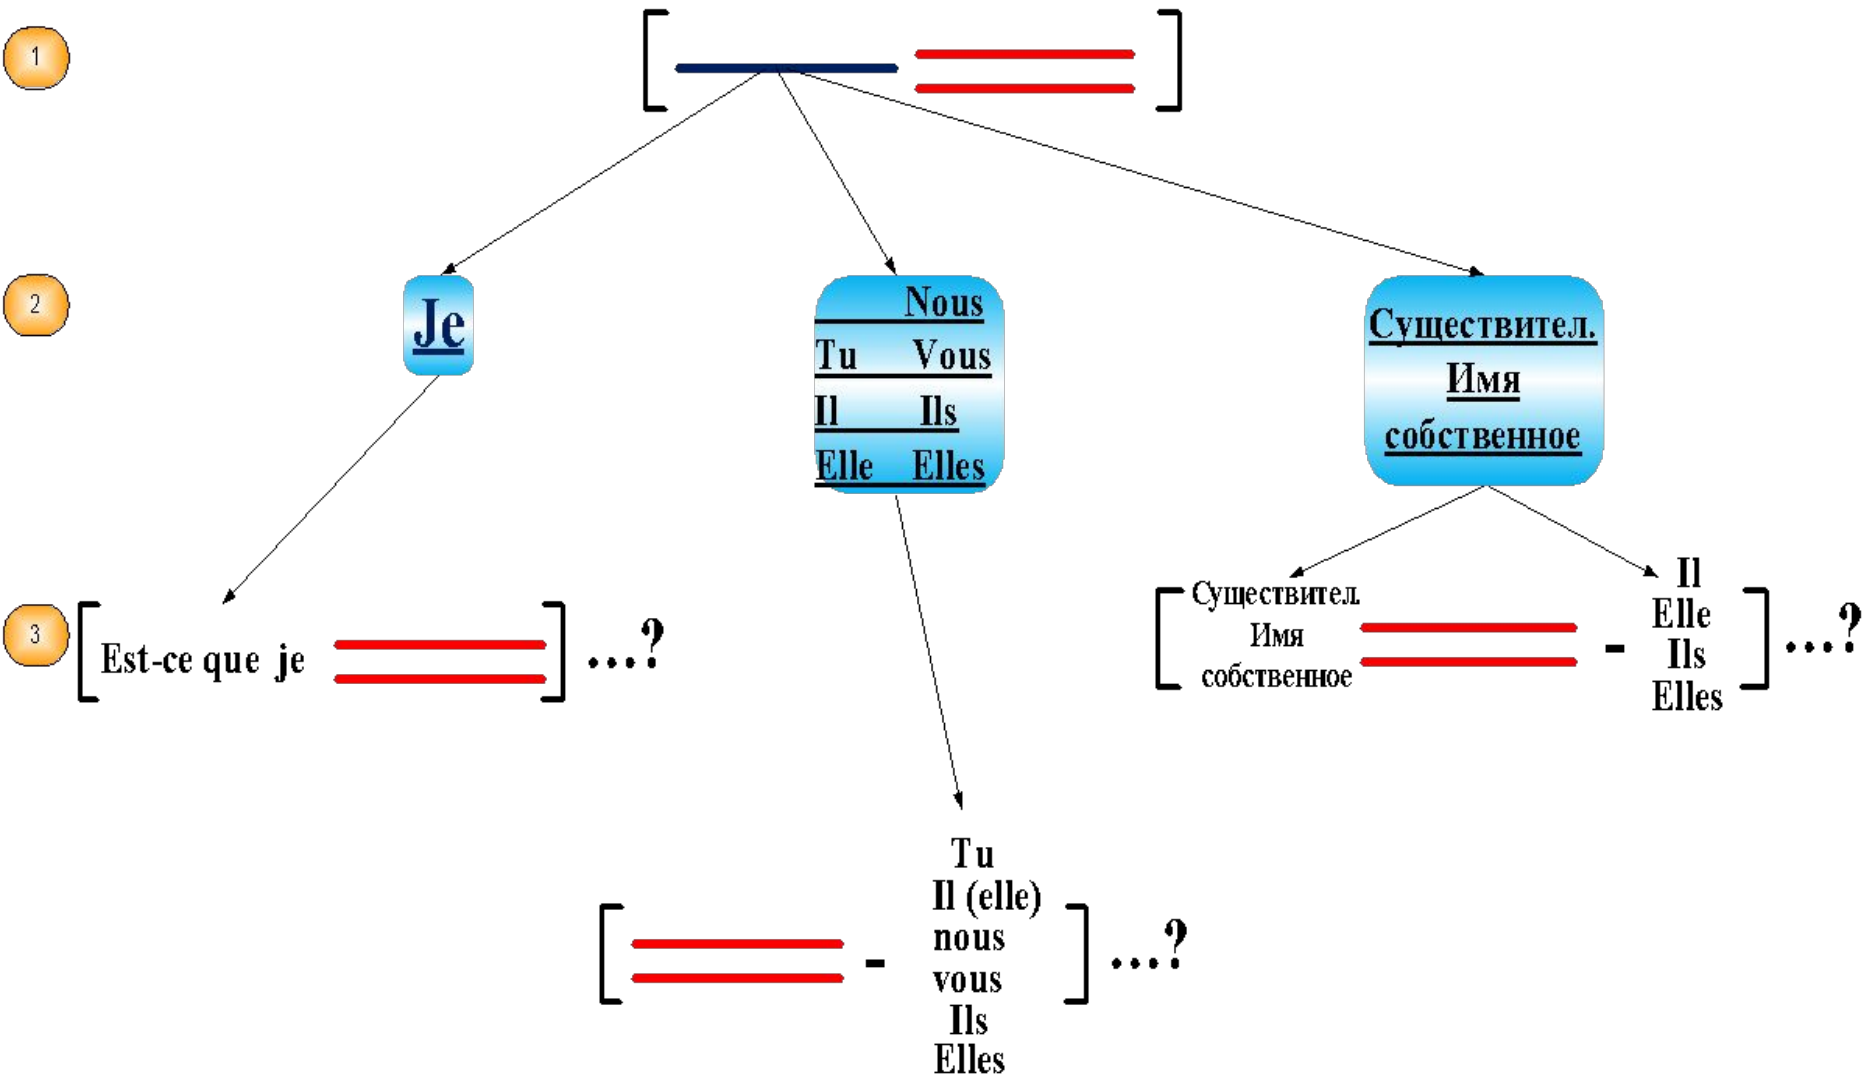 1
2
Je
Nous
Tu Vous
Il Ils
Elle Elles
Существител.
Имя
собственное
3
Est-ce que je ....?
Существител.
Имя
собственное
-
Il
Elle
Ils
Elles
....?
-
Tu
Il (elle)
nous
vous
Ils
Elles
....?